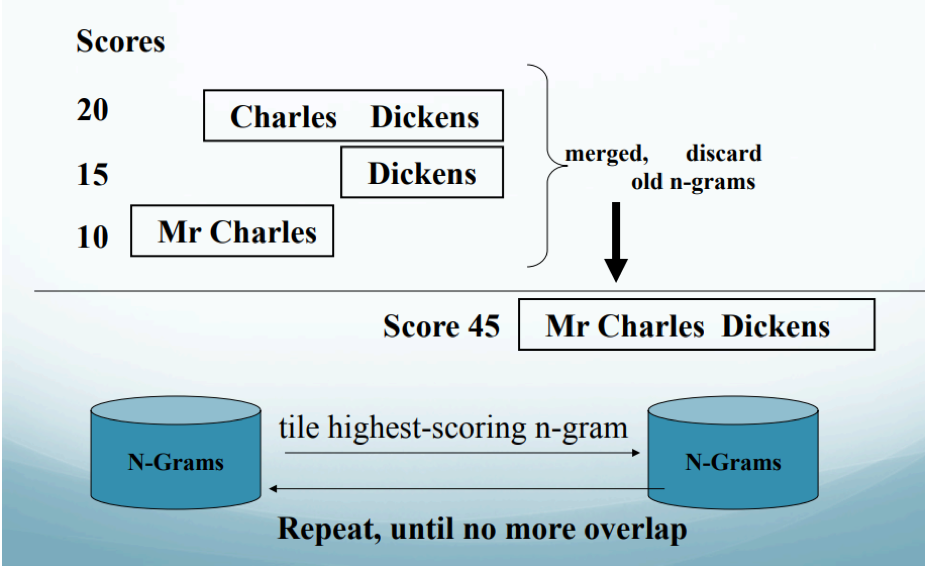 Scores
20 Charles Dickens
15 Dickens
10 Mr Charles
merged, discard
old n-grams
Score 45 Mr Charles Dickens
tile highest-scoring n-gram
N-Grams N-Grams
Repeat, until no more overlap